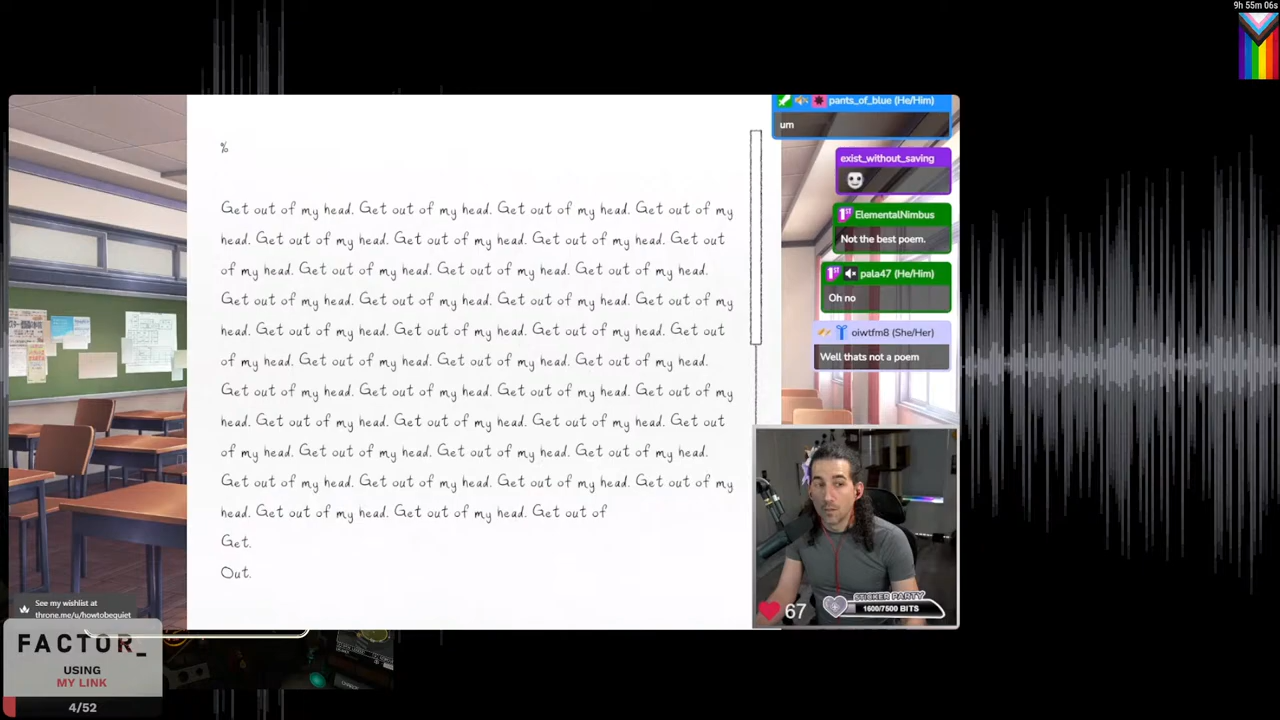 9h 55m 06s
%
Get out of my head. Get out of my head. Get out of my head. Get out of my
head. Get out of my head. Get out of my head. Get out of my head. Get out
of my head. Get out of my head. Get out of my head. Get out of my head.
Get out of my head. Get out of my head. Get out of my head. Get out of my
head. Get out of my head. Get out of my head. Get out of my head. Get out
of my head. Get out of my head. Get out of my head. Get out of my head.
Get out of my head. Get out of my head. Get out of my head. Get out of my
head. Get out of my head. Get out of my head. Get out of my head. Get out
of my head. Get out of my head. Get out of my head. Get out of my head.
Get out of my head. Get out of my head. Get out of my head. Get out of my
head. Get out of my head. Get out of my head. Get out of
Get.
Out.
pants_of_blue (He/Him)
um
exist_without_saving
1ST ElementalNimbus
Not the best poem.
1ST pala47 (He/Him)
Oh no
oiwtfm8 (She/Her)
Well thats not a poem
67
STICKER PARTY
1600/7500 BITS
See my wishlist at
throne.me/u/howtobequiet
FACTOR_
USING
MY LINK
4/52